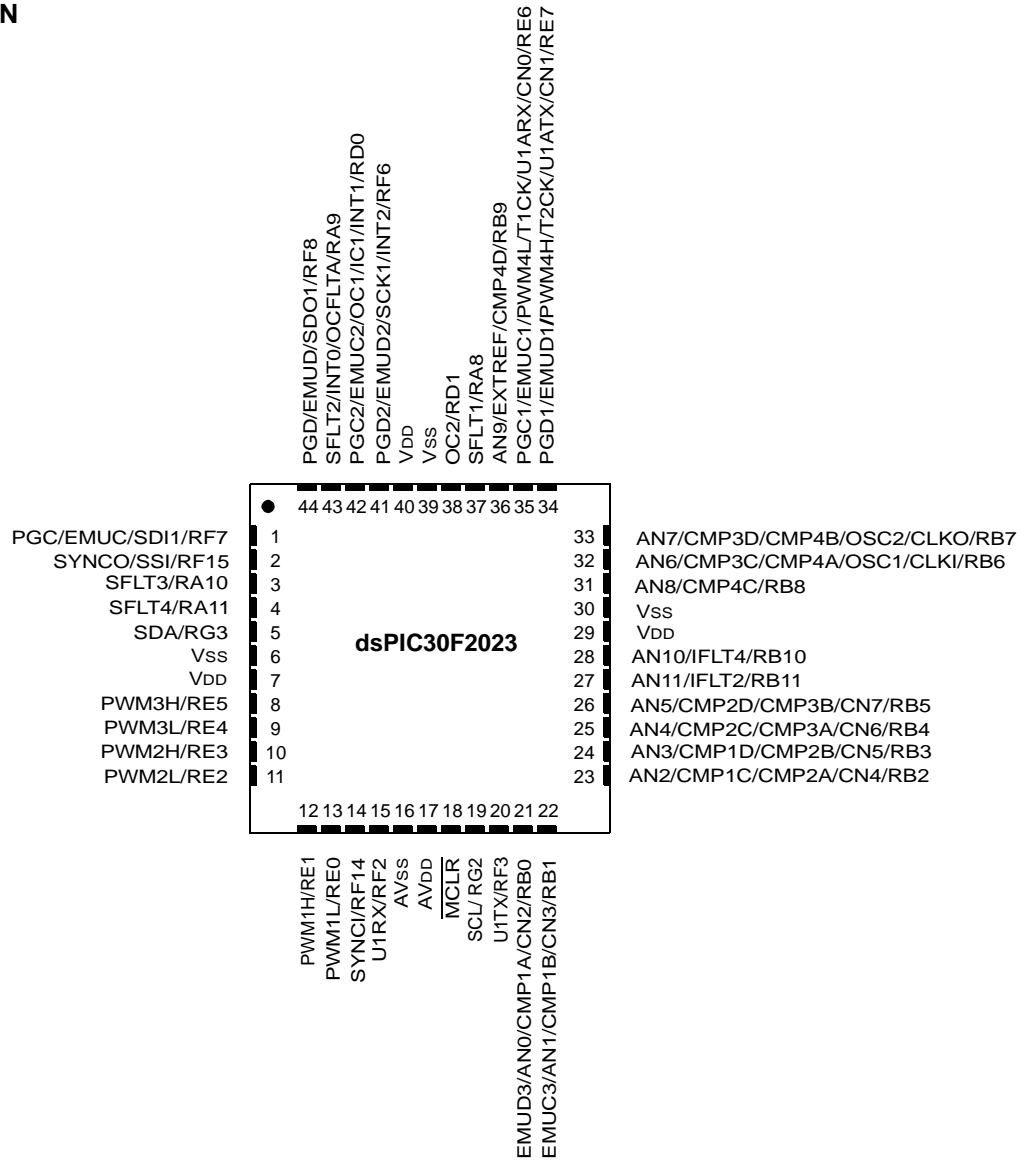 N
PGD/EMUD/SDO1/RF8
SFLT2/INT0/OCFLTA/RA9
PGC2/EMUC2/OC1/IC1/INT1/RD0
PGD2/EMUD2/SCK1/INT2/RF6
VDD
VSS
OC2/RD1
SFLT1/RA8
AN9/EXTREF/CMP4D/RB9
PGC1/EMUC1/PWM4L/T1CK/U1ARX/CN0/RE6
PGD1/EMUD1/PWM4H/T2CK/U1ATX/CN1/RE7
44 43 42 41 40 39 38 37 36 35 34
PGC/EMUC/SDI1/RF7 1
SYNCO/SSI/RF15 2
SFLT3/RA10 3
SFLT4/RA11 4
SDA/RG3 5
VSS 6
VDD 7
PWM3H/RE5 8
PWM3L/RE4 9
PWM2H/RE3 10
PWM2L/RE2 11
dsPIC30F2023
33 AN7/CMP3D/CMP4B/OSC2/CLKO/RB7
32 AN6/CMP3C/CMP4A/OSC1/CLKI/RB6
31 AN8/CMP4C/RB8
30 VSS
29 VDD
28 AN10/IFLT4/RB10
27 AN11/IFLT2/RB11
26 AN5/CMP2D/CMP3B/CN7/RB5
25 AN4/CMP2C/CMP3A/CN6/RB4
24 AN3/CMP1D/CMP2B/CN5/RB3
23 AN2/CMP1C/CMP2A/CN4/RB2
12 13 14 15 16 17 18 19 20 21 22
PWM1H/RE1
PWM1L/RE0
SYNCI/RF14
U1RX/RF2
AVSS
AVDD
MCLR
SCL/ RG2
U1TX/RF3
EMUD3/AN0/CMP1A/CN2/RB0
EMUC3/AN1/CMP1B/CN3/RB1